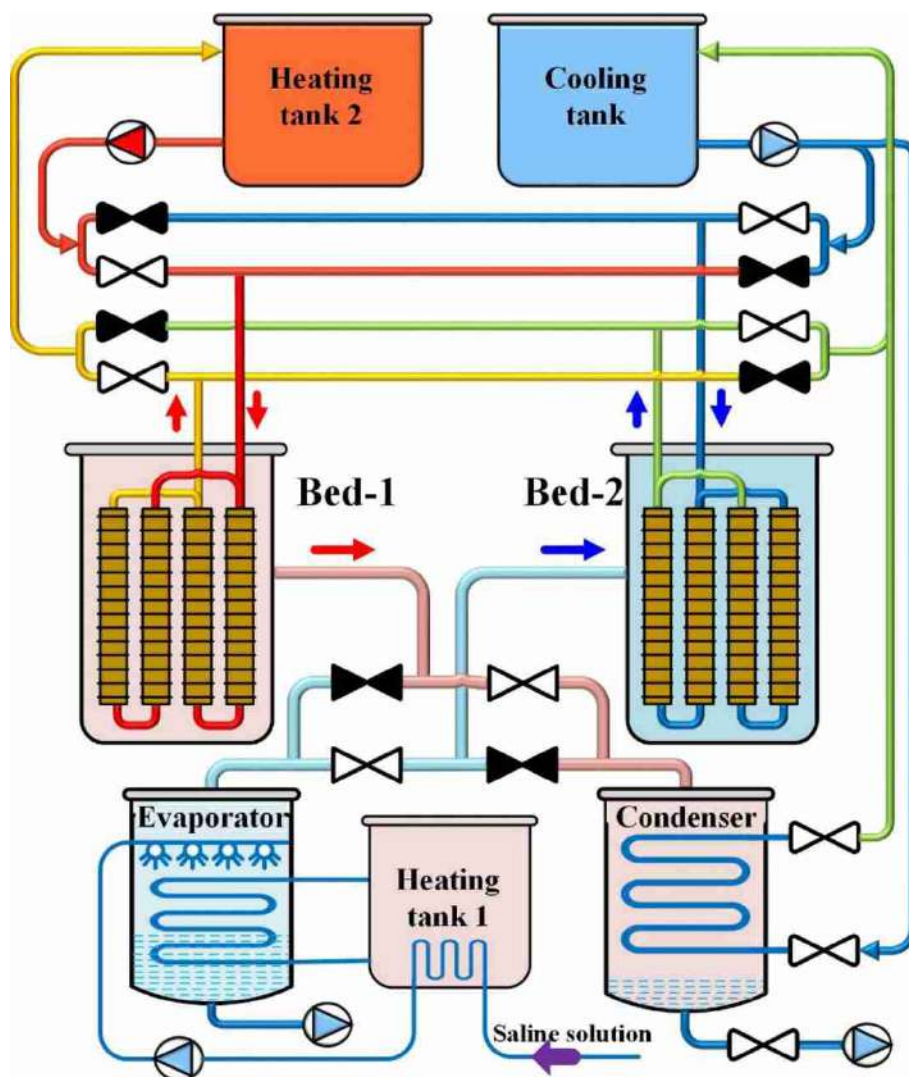 Heating
tank 2
Cooling
tank
Bed-1
Bed-2
Evaporator
Condenser
Heating
tank 1
Saline solution